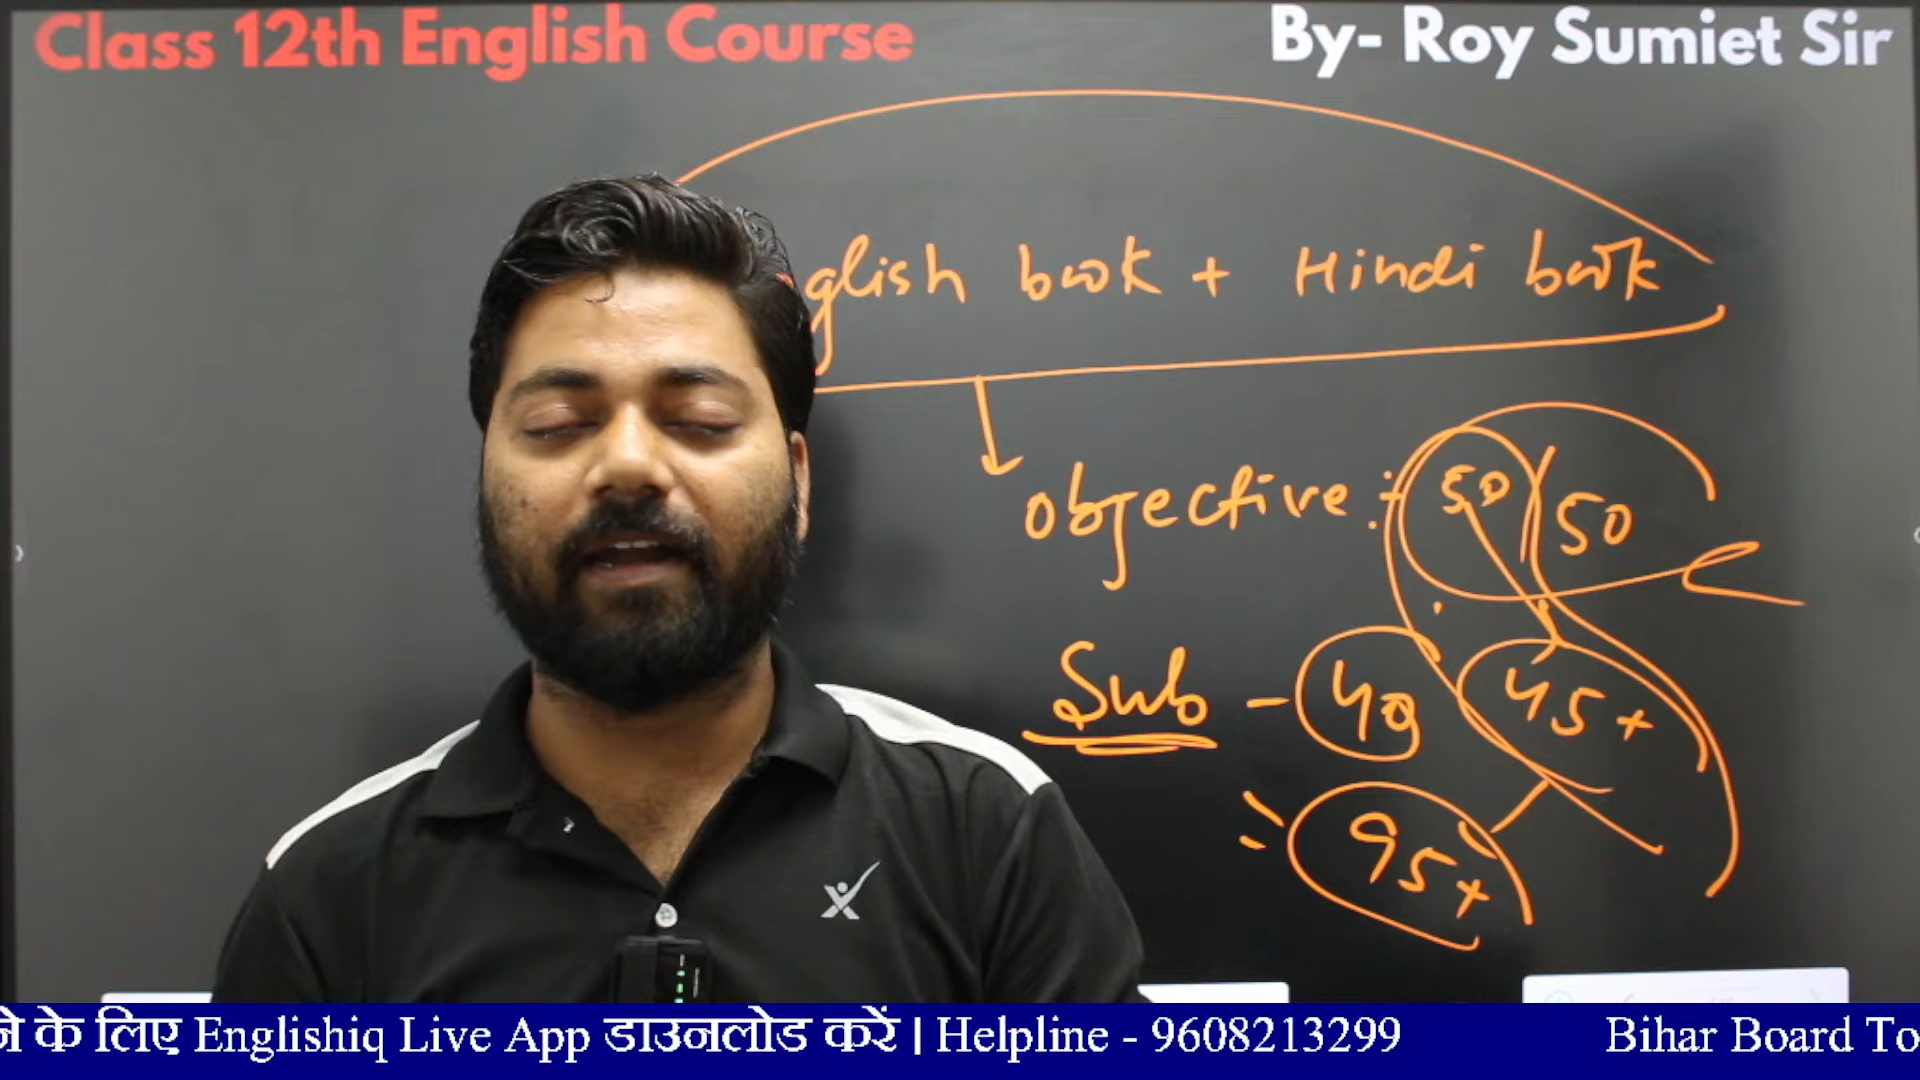 Class 12th English Course
By- Roy Sumiet Sir
glish book + Hindi book
Objective : 50 50
Sub - 49 45+
95+
ने के लिए Englishiq Live App डाउनलोड करें | Helpline - 9608213299 Bihar Board To